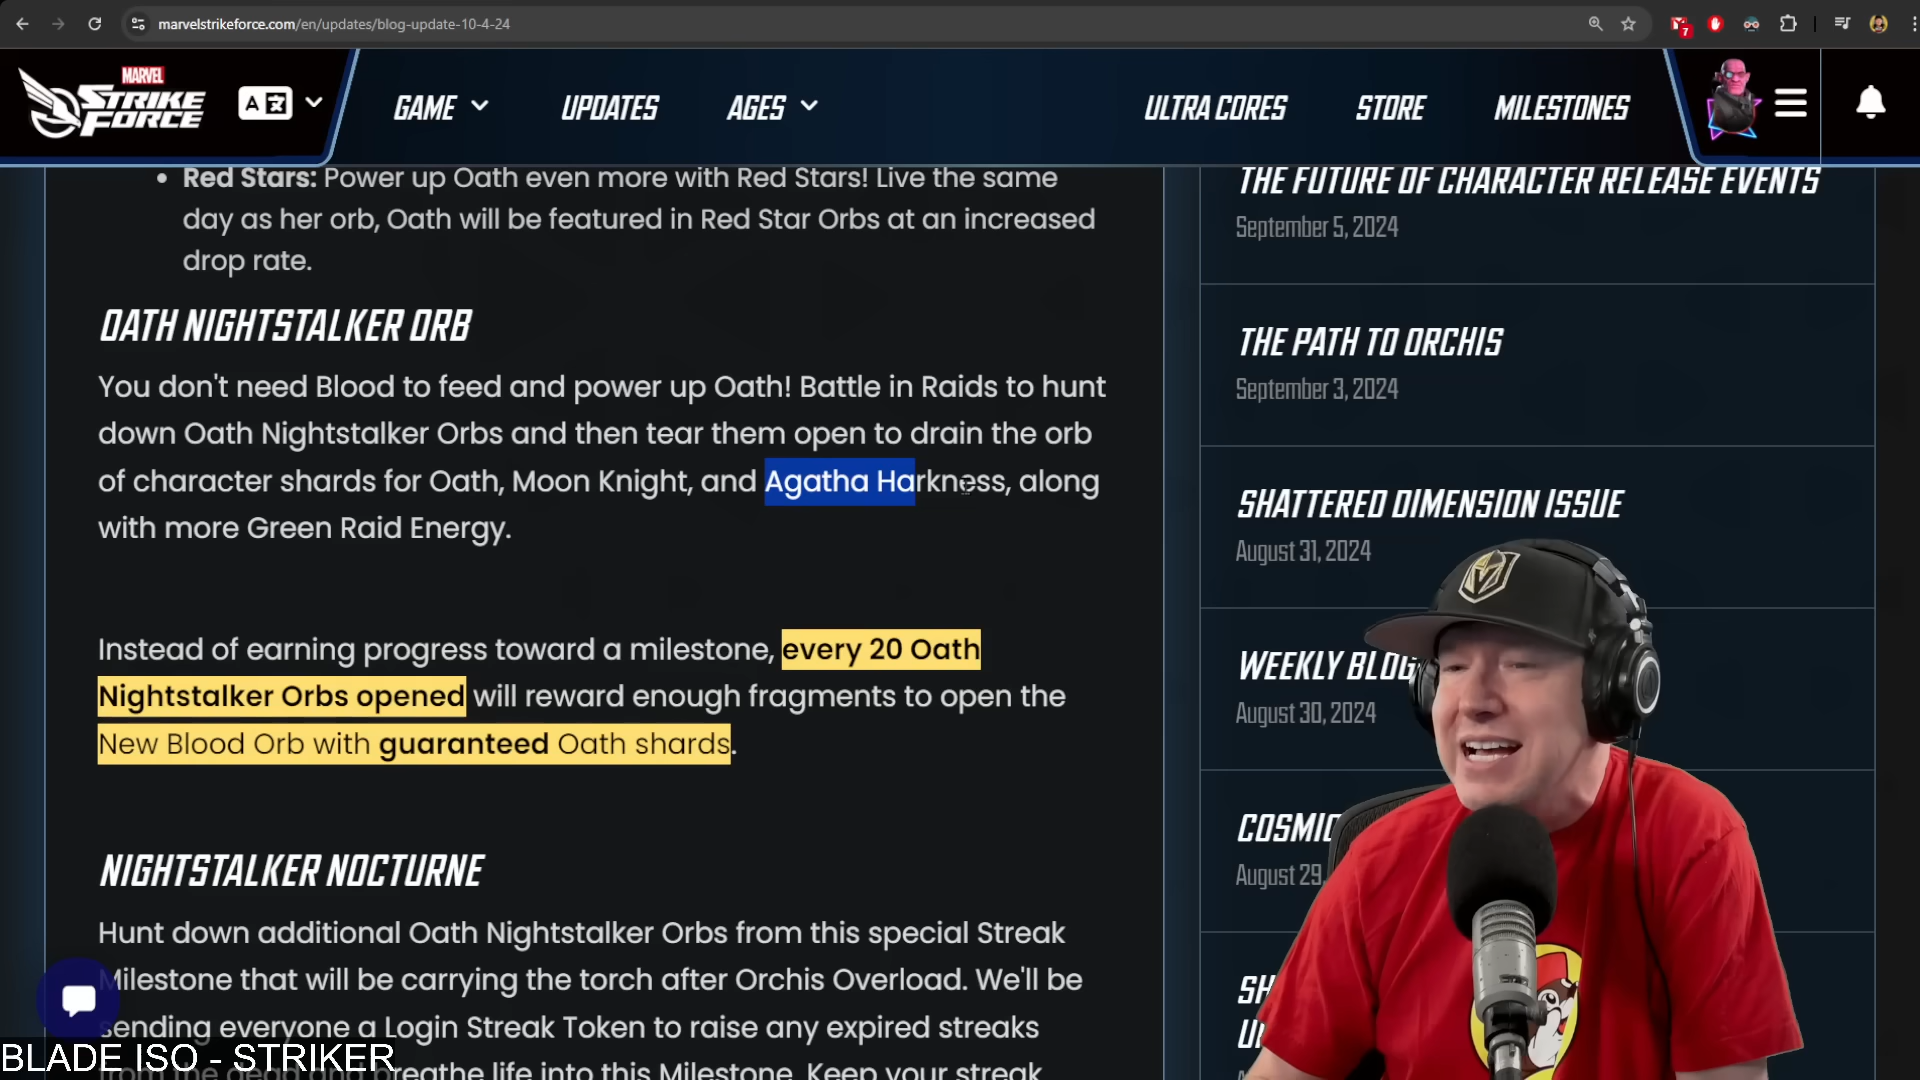 marvelstrikeforce.com/en/updates/blog-update-10-4-24
7
MARVEL
STRIKE
FORCE
A 文
GAME
UPDATES
AGES
ULTRA CORES
STORE
MILESTONES
• Red Stars: Power up Oath even more with Red Stars! Live the same
day as her orb, Oath will be featured in Red Star Orbs at an increased
drop rate.
OATH NIGHTSTALKER ORB
You don't need Blood to feed and power up Oath! Battle in Raids to hunt
down Oath Nightstalker Orbs and then tear them open to drain the orb
of character shards for Oath, Moon Knight, and Agatha Harkness, along
with more Green Raid Energy.
Instead of earning progress toward a milestone, every 20 Oath
Nightstalker Orbs opened will reward enough fragments to open the
New Blood Orb with guaranteed Oath shards.
NIGHTSTALKER NOCTURNE
Hunt down additional Oath Nightstalker Orbs from this special Streak
Milestone that will be carrying the torch after Orchis Overload. We'll be
sending everyone a Login Streak Token to raise any expired streaks
from the dead and breathe life into this Milestone. Keep your streak
BLADE ISO - STRIKER
THE FUTURE OF CHARACTER RELEASE EVENTS
September 5, 2024
THE PATH TO ORCHIS
September 3, 2024
SHATTERED DIMENSION ISSUE
August 31, 2024
WEEKLY BLOG
August 30, 2024
COSMIC
August 29,
SH